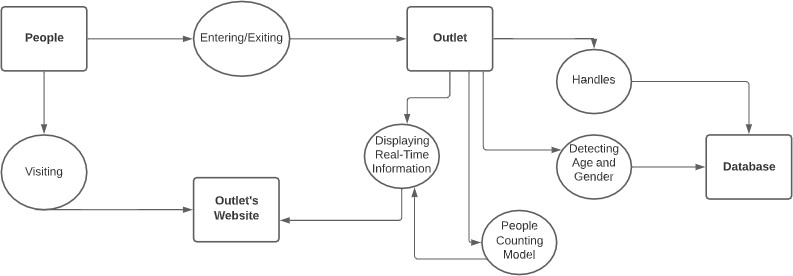 People
Entering/Exiting
Outlet
Handles
Displaying
Real-Time
Information
Detecting
Age and
Gender
Database
Visiting
Outlet's
Website
People
Counting
Model